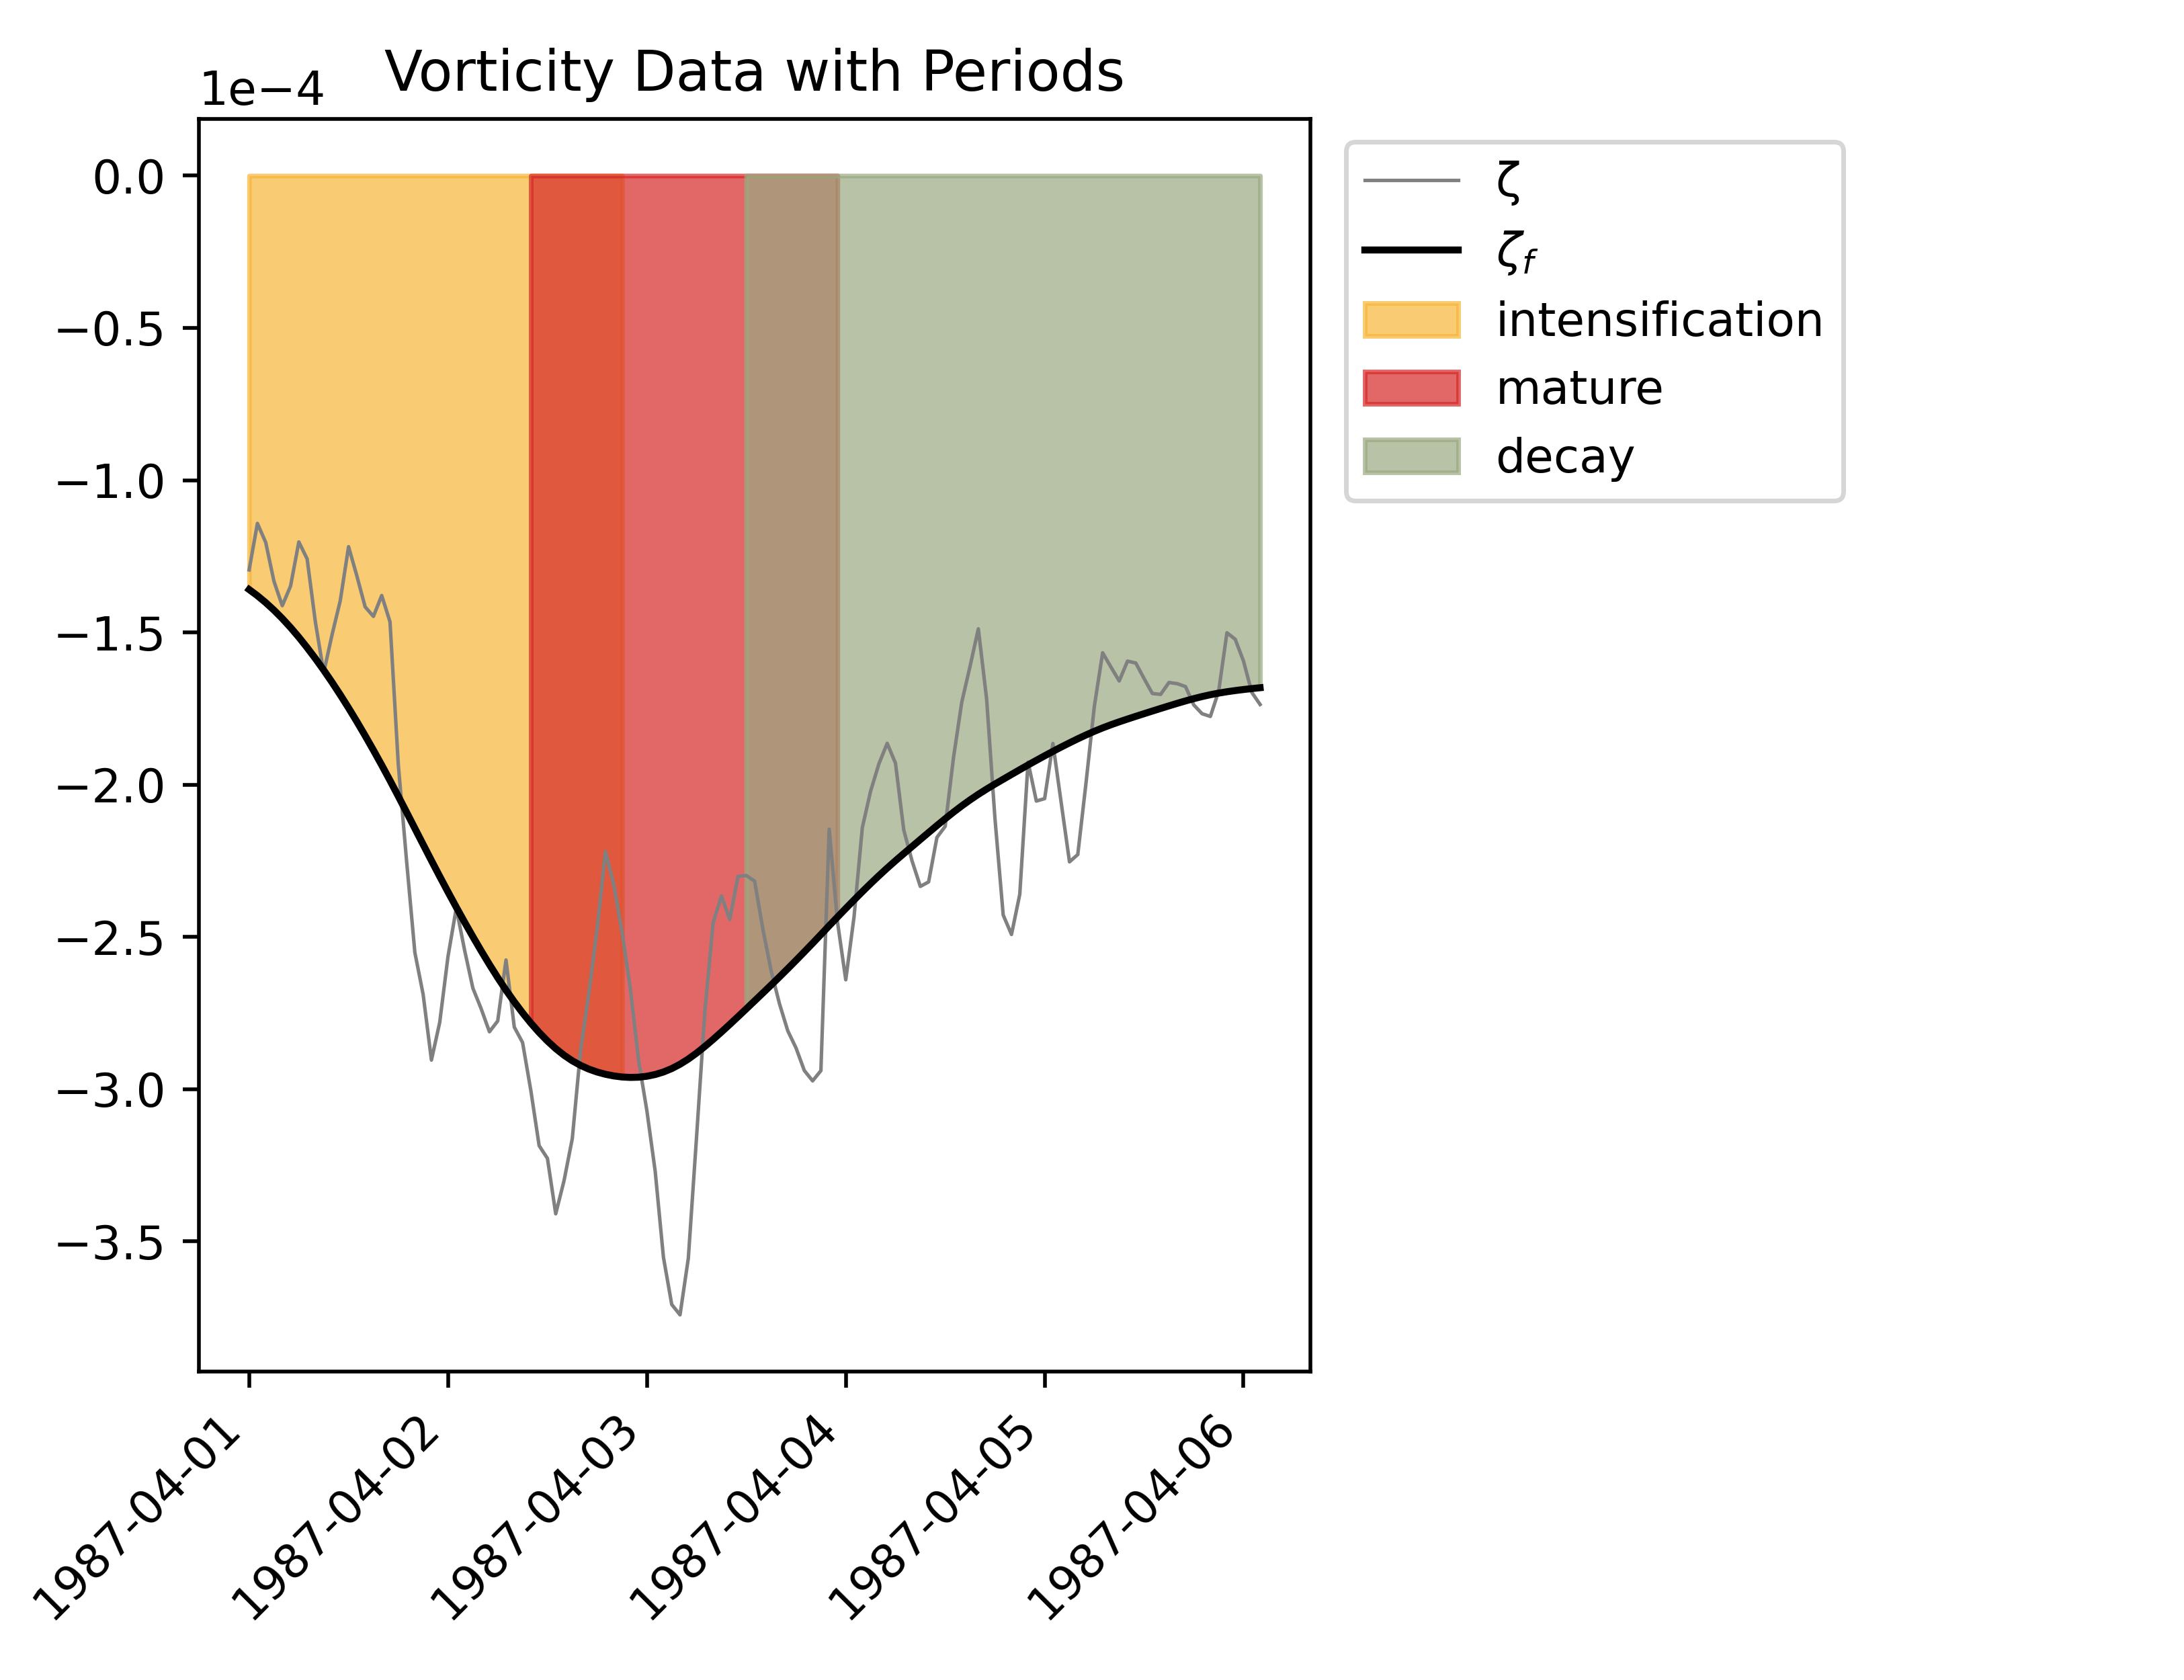 Vorticity Data with Periods
1e−4
0.0
−0.5
−1.0
−1.5
−2.0
−2.5
−3.0
−3.5
1987-04-01
1987-04-02
1987-04-03
1987-04-04
1987-04-05
1987-04-06
ζ
ζf
intensification
mature
decay